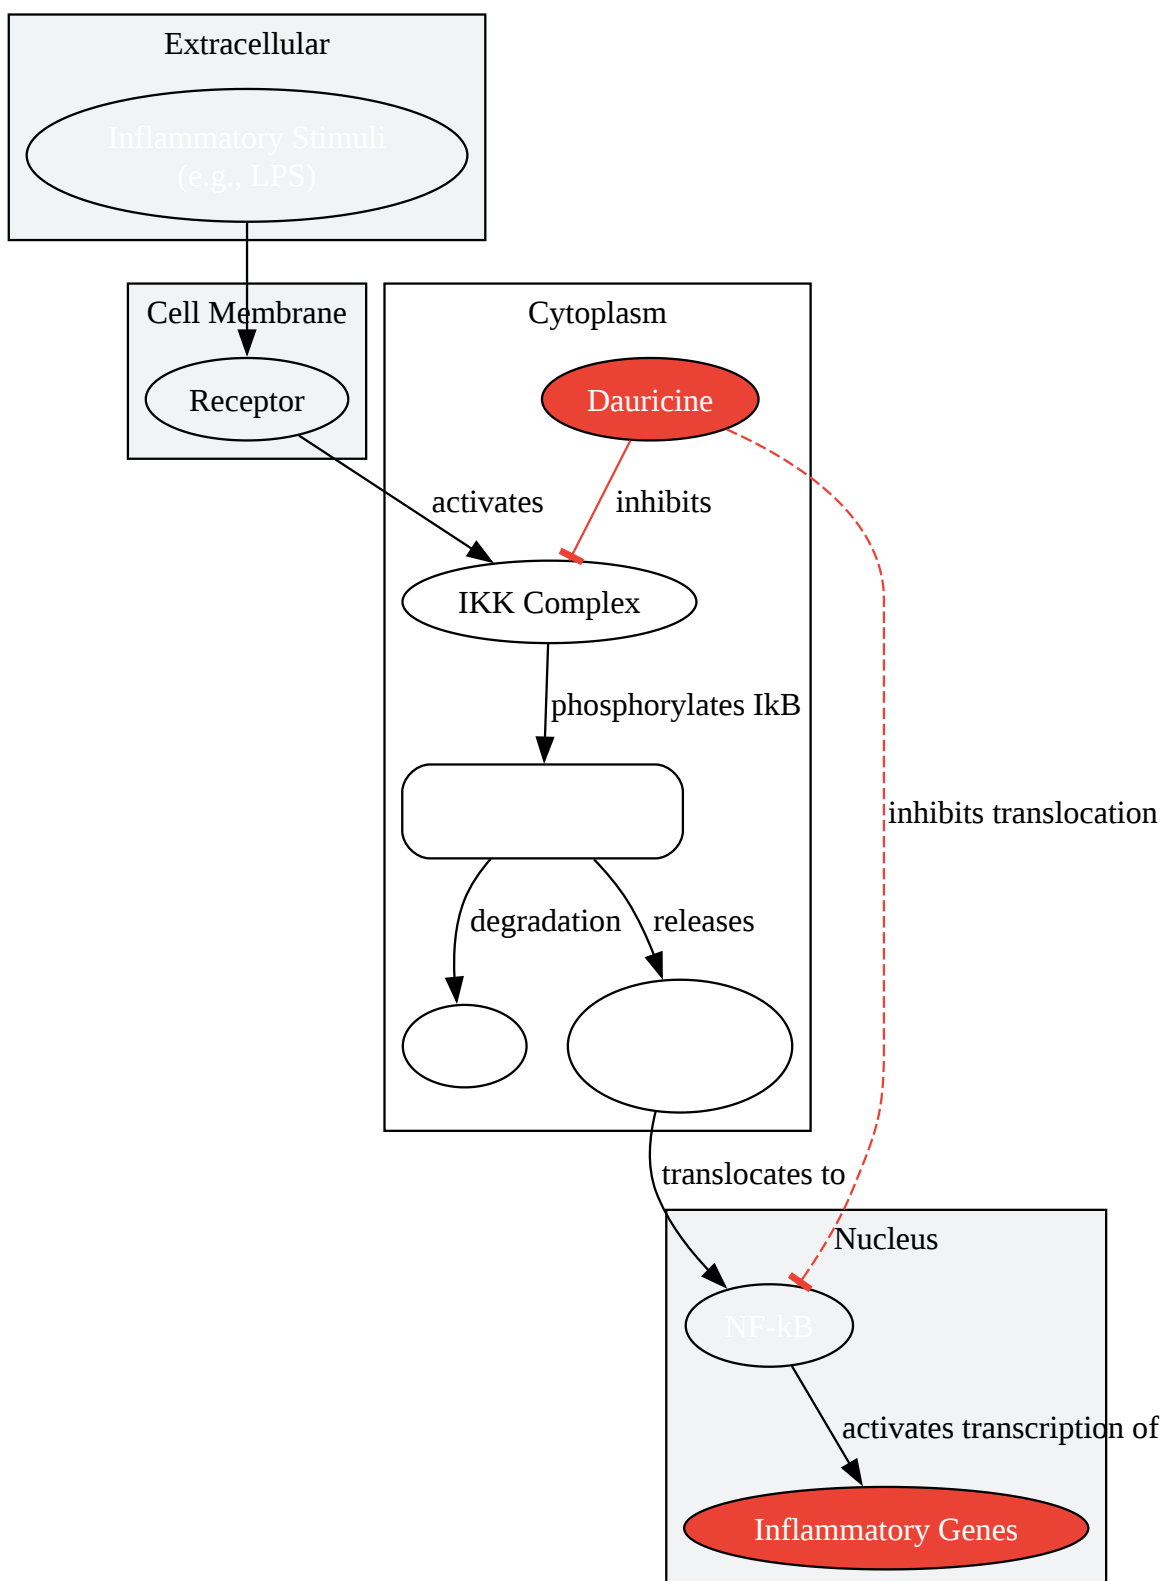 Extracellular
Inflammatory Stimuli
(e.g., LPS)
Cell Membrane
Receptor
Cytoplasm
Dauricine
activates
inhibits
IKK Complex
phosphorylates IkB
inhibits translocation
degradation
releases
translocates to
Nucleus
NF-kB
activates transcription of
Inflammatory Genes